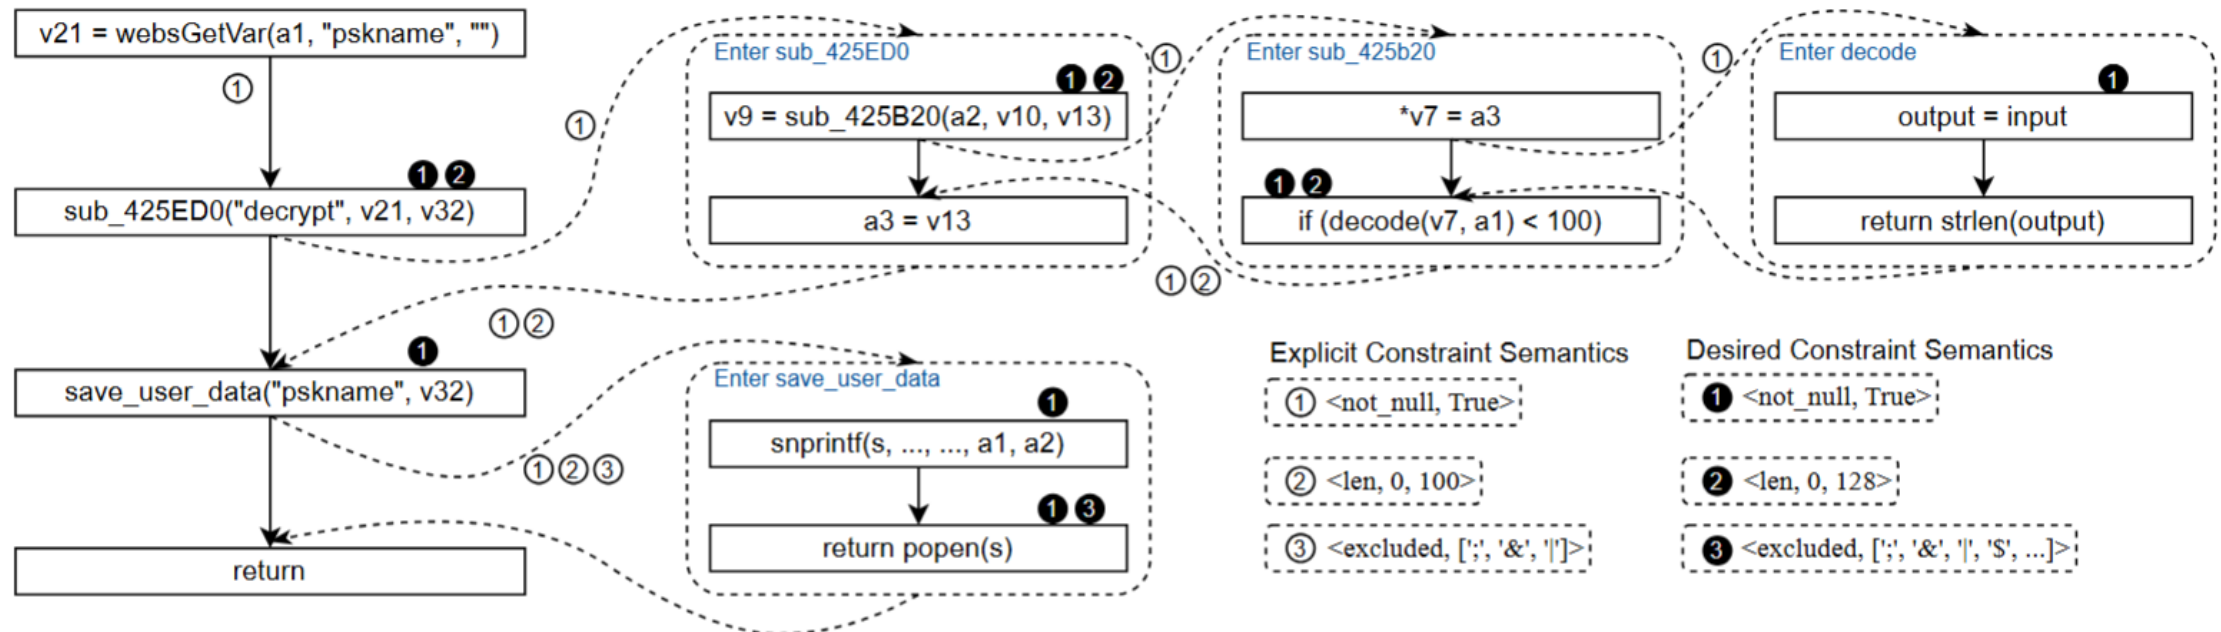 v21 = websGetVar(a1, "pskname", "")
①
❶ ❷
sub_425ED0("decrypt", v21, v32)
①
Enter sub_425ED0
❶ ❷
v9 = sub_425B20(a2, v10, v13)
a3 = v13
①
Enter sub_425b20
*v7 = a3
❶ ❷
if (decode(v7, a1) < 100)
①
Enter decode
❶
output = input
return strlen(output)
①②
①②
❶
save_user_data("pskname", v32)
①②③
Enter save_user_data
❶
snprintf(s, ..., ..., a1, a2)
❶ ❸
return popen(s)
return
Explicit Constraint Semantics
① <not_null, True>
② <len, 0, 100>
③ <excluded, [';', '&', '|']>
Desired Constraint Semantics
❶ <not_null, True>
❷ <len, 0, 128>
❸ <excluded, [';', '&', '|', '$', ...]>